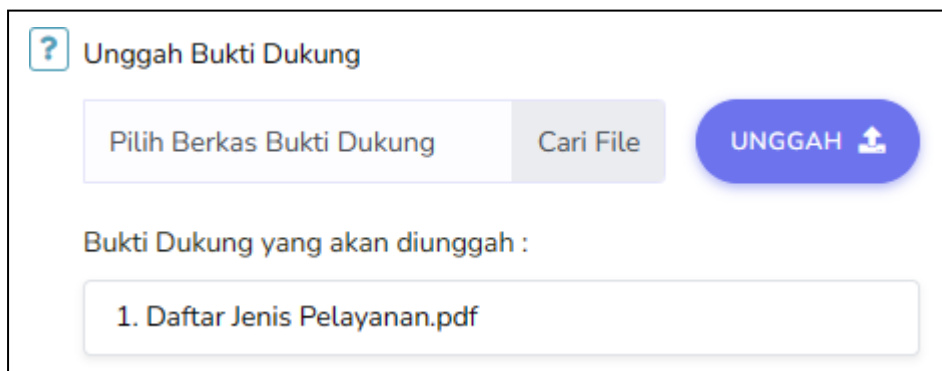 ? Unggah Bukti Dukung
Pilih Berkas Bukti Dukung Cari File UNGGAH
Bukti Dukung yang akan diunggah :
1. Daftar Jenis Pelayanan.pdf